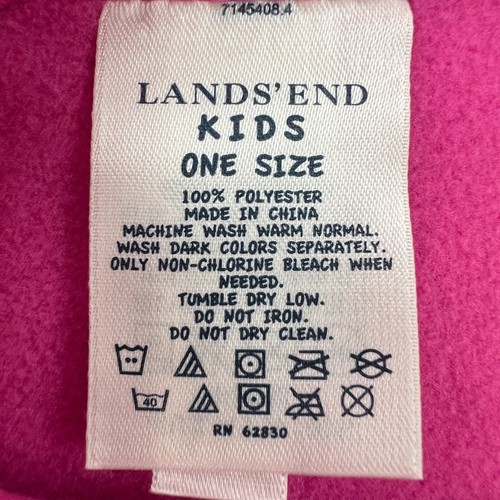 7145408.4
LANDS' END
KIDS
ONE SIZE
100% POLYESTER
MADE IN CHINA
MACHINE WASH WARM NORMAL.
WASH DARK COLORS SEPARATELY.
ONLY NON-CHLORINE BLEACH WHEN
NEEDED.
TUMBLE DRY LOW.
DO NOT IRON.
DO NOT DRY CLEAN.
40
RN 62830